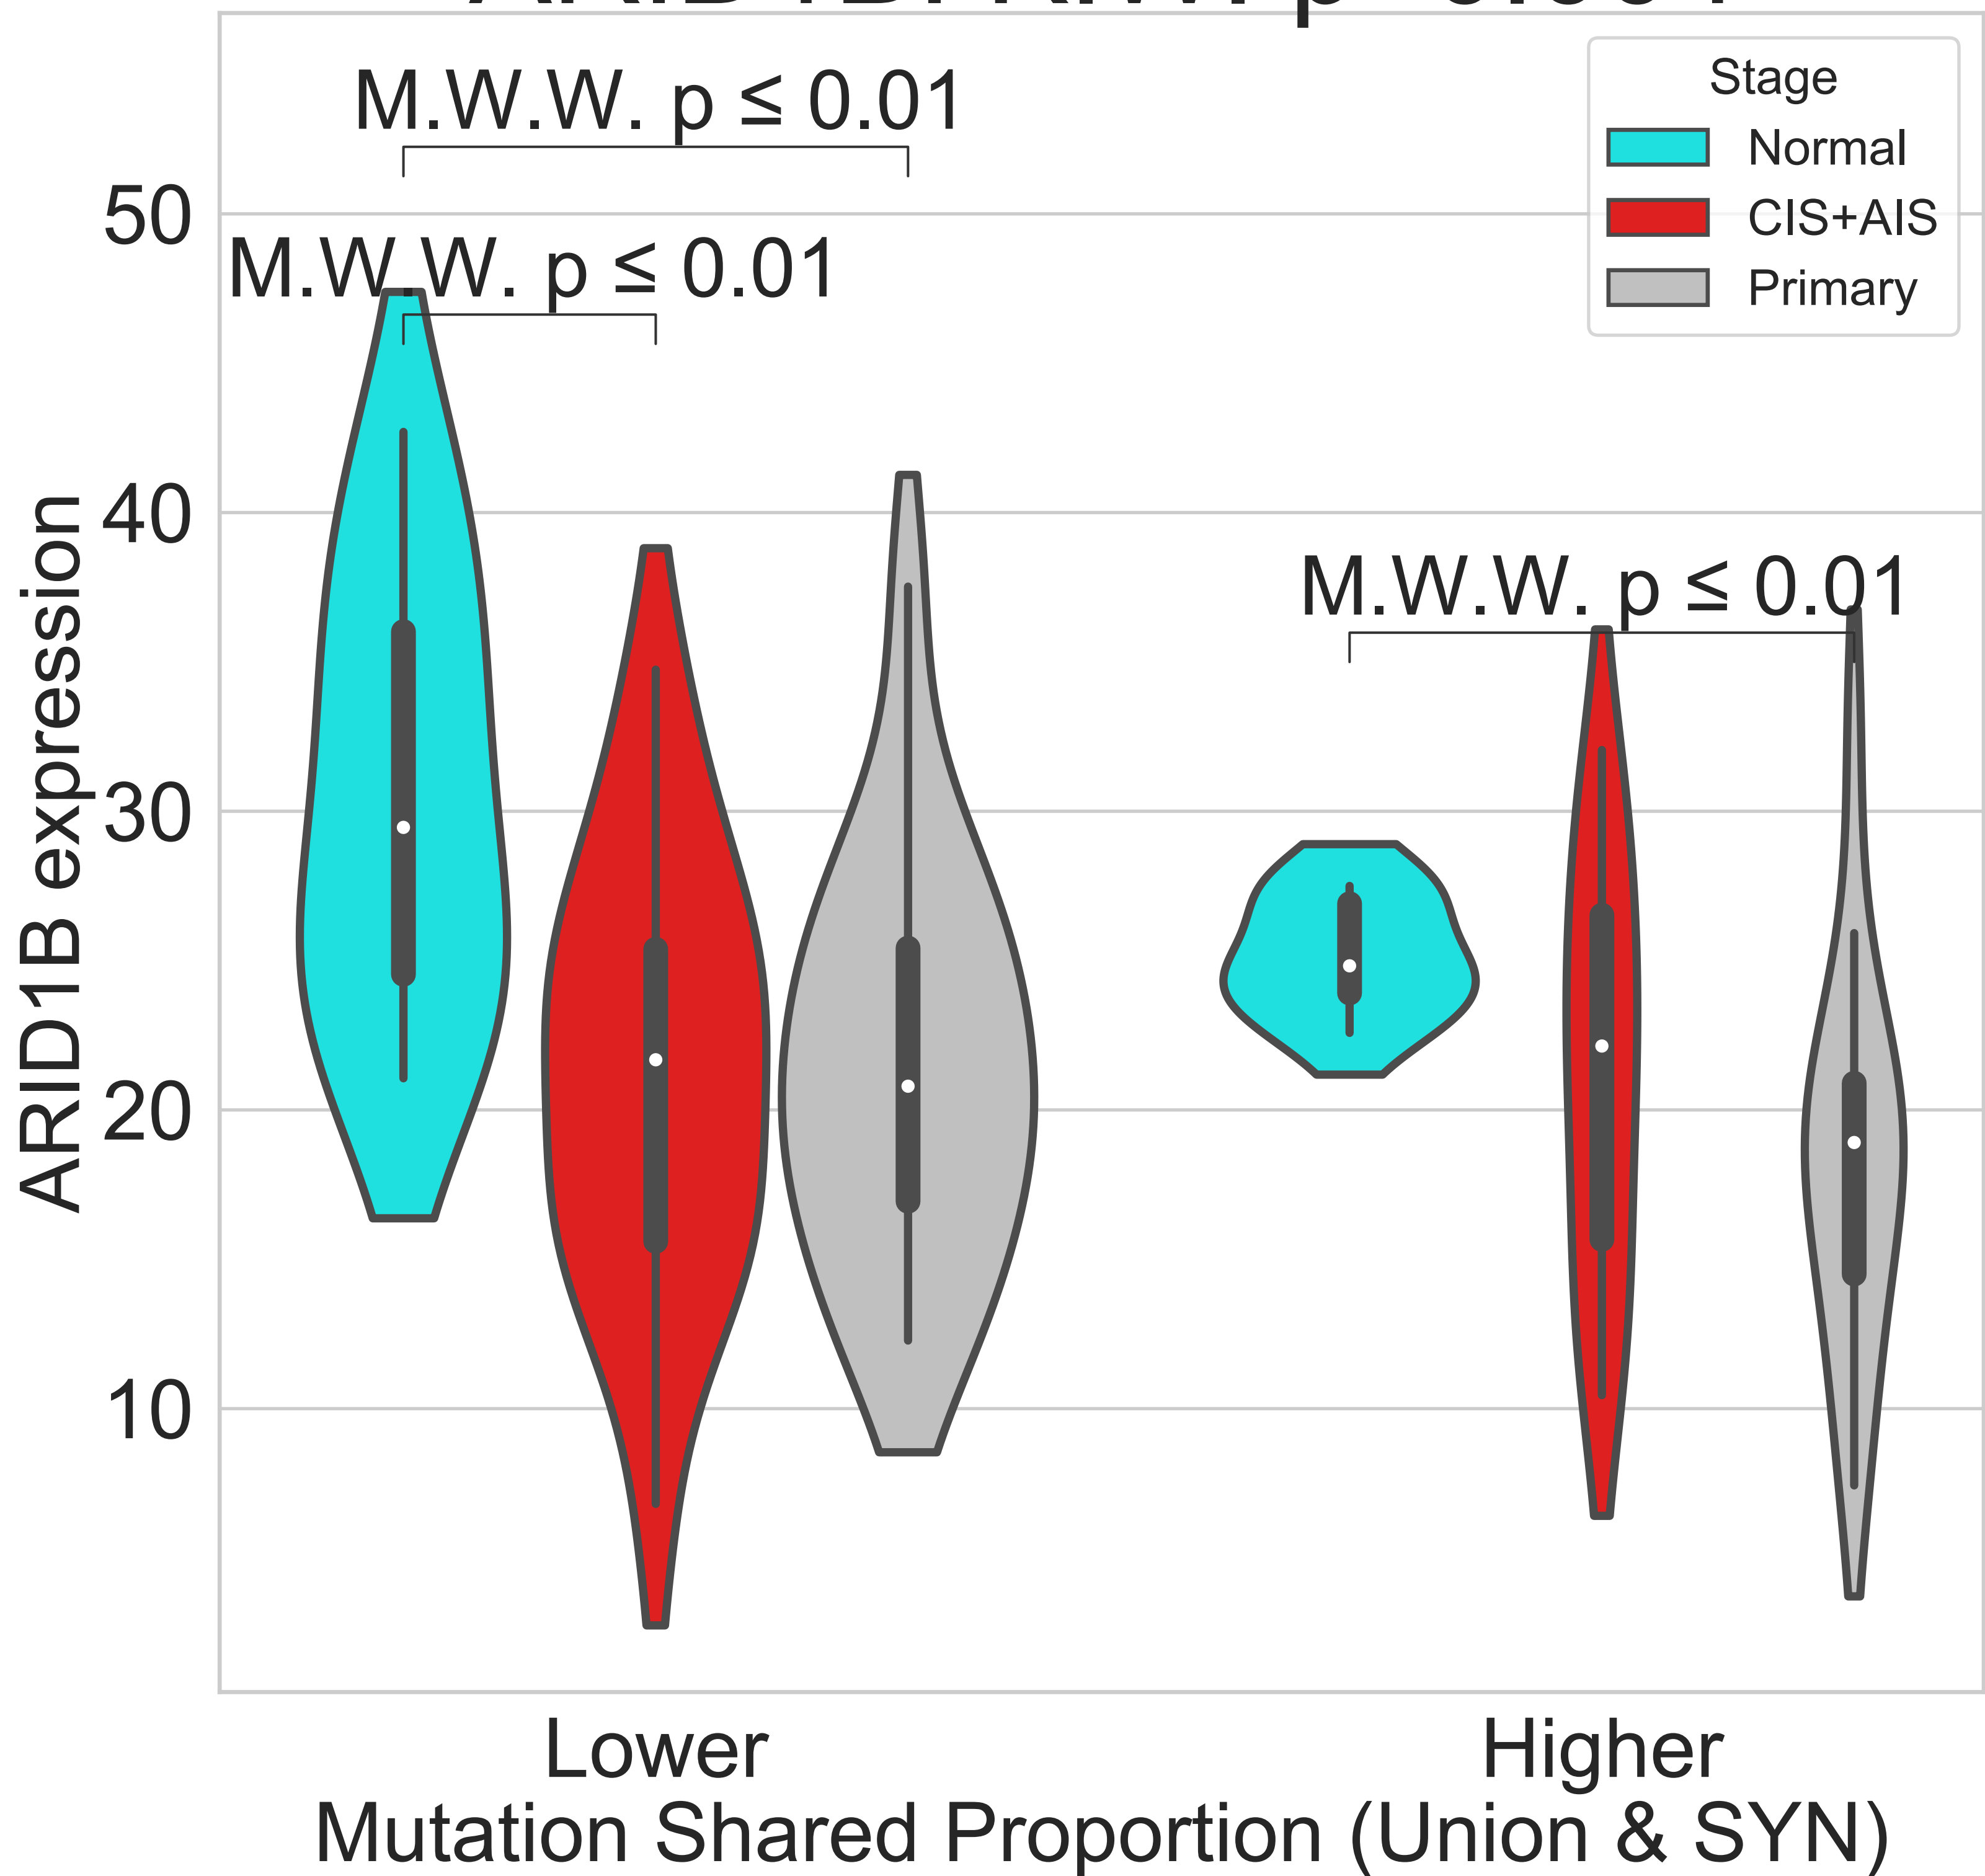 M.W.W. p ≤ 0.01
Stage
Normal
CIS+AIS
Primary
M.W.W. p ≤ 0.01
M.W.W. p ≤ 0.01
50
40
30
20
10
ARID1B expression
Lower
Higher
Mutation Shared Proportion (Union & SYN)